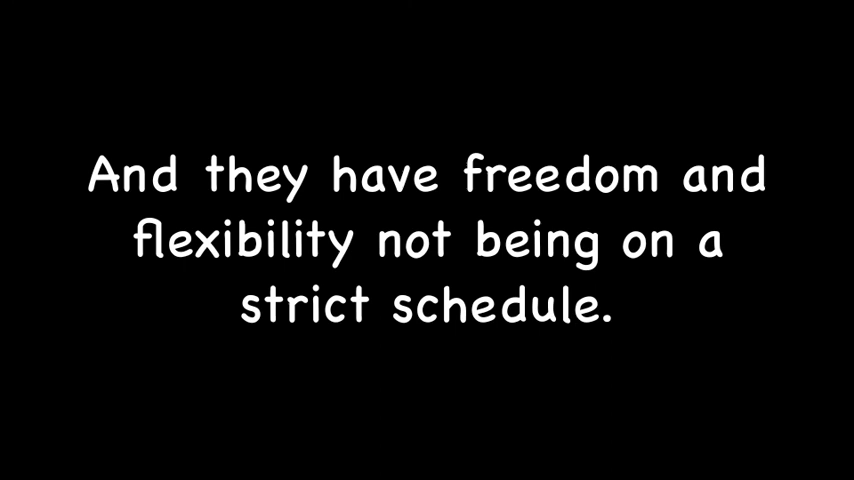 And they have freedom and
flexibility not being on a
strict schedule.